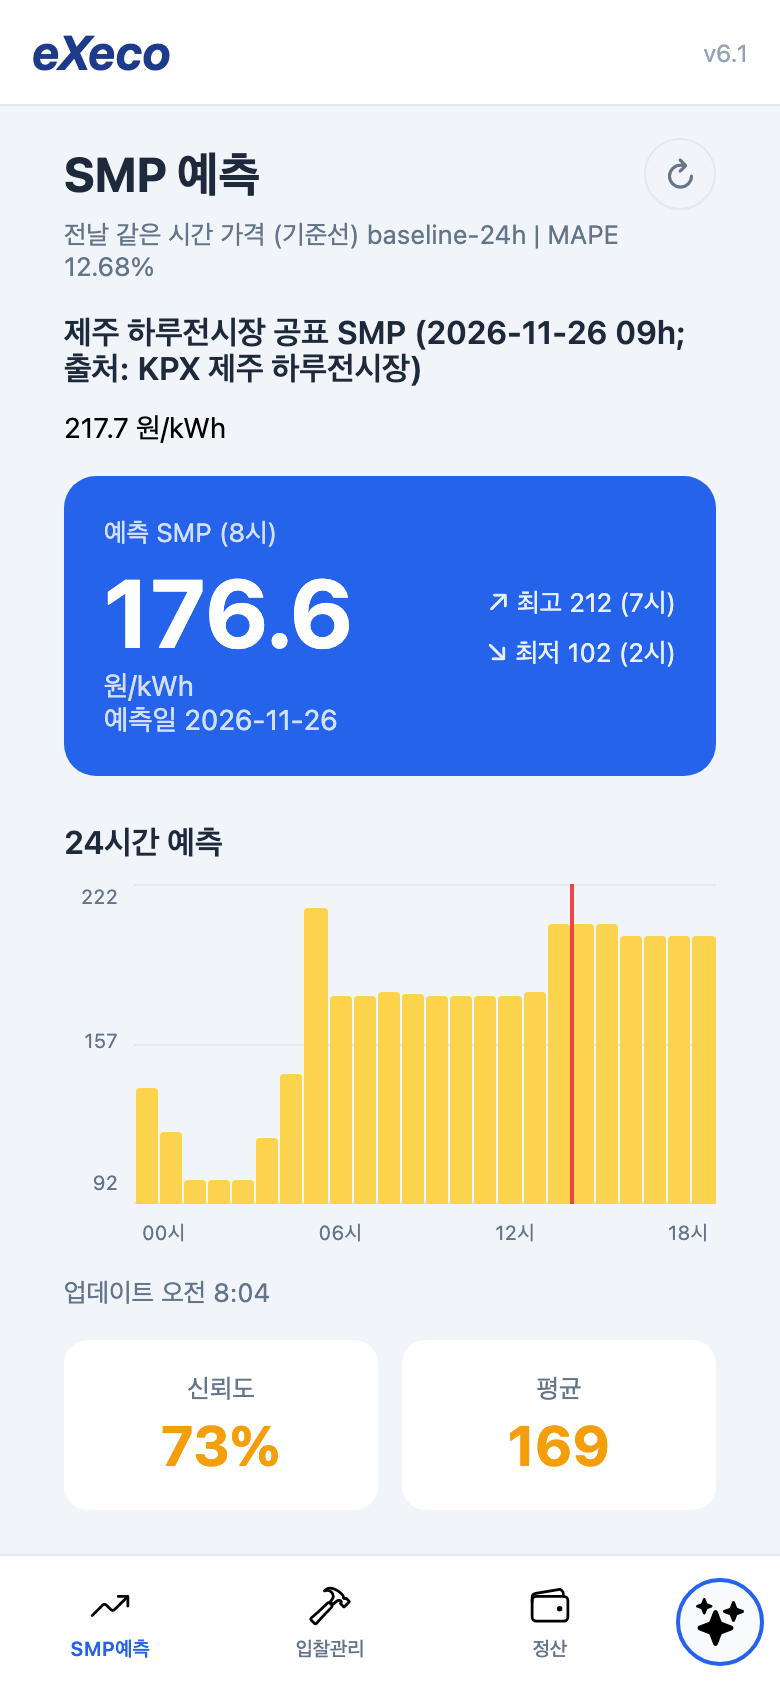 eXeco
v6.1
SMP 예측
전날 같은 시간 가격 (기준선) baseline-24h | MAPE
12.68%
제주 하루전시장 공표 SMP (2026-11-26 09h;
출처: KPX 제주 하루전시장)
217.7 원/kWh
예측 SMP (8시)
176.6
원/kWh
예측일 2026-11-26
↗ 최고 212 (7시)
↘ 최저 102 (2시)
24시간 예측
222
157
92
00시
06시
12시
18시
업데이트 오전 8:04
신뢰도
73%
평균
169
SMP예측
입찰관리
정산